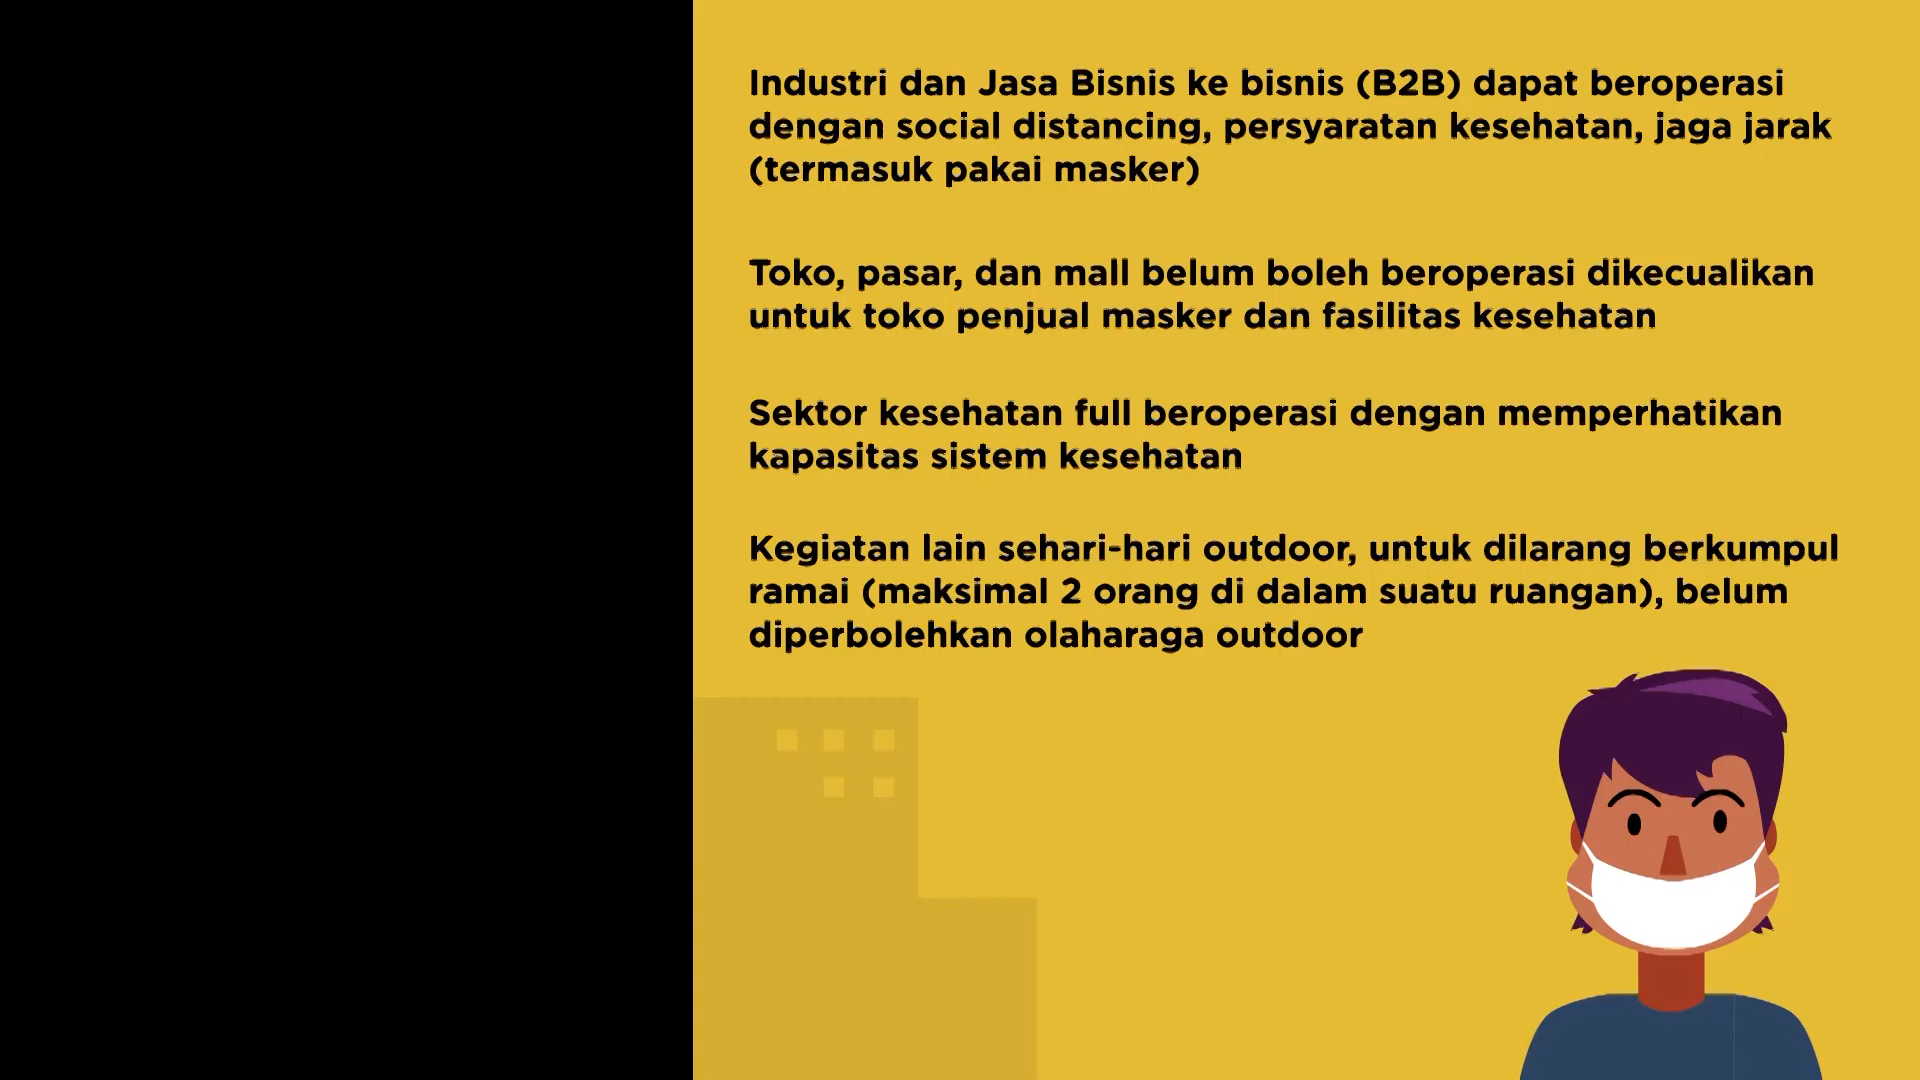 Industri dan Jasa Bisnis ke bisnis (B2B) dapat beroperasi
dengan social distancing, persyaratan kesehatan, jaga jarak
(termasuk pakai masker)
Toko, pasar, dan mall belum boleh beroperasi dikecualikan
untuk toko penjual masker dan fasilitas kesehatan
Sektor kesehatan full beroperasi dengan memperhatikan
kapasitas sistem kesehatan
Kegiatan lain sehari-hari outdoor, untuk dilarang berkumpul
ramai (maksimal 2 orang di dalam suatu ruangan), belum
diperbolehkan olaharaga outdoor